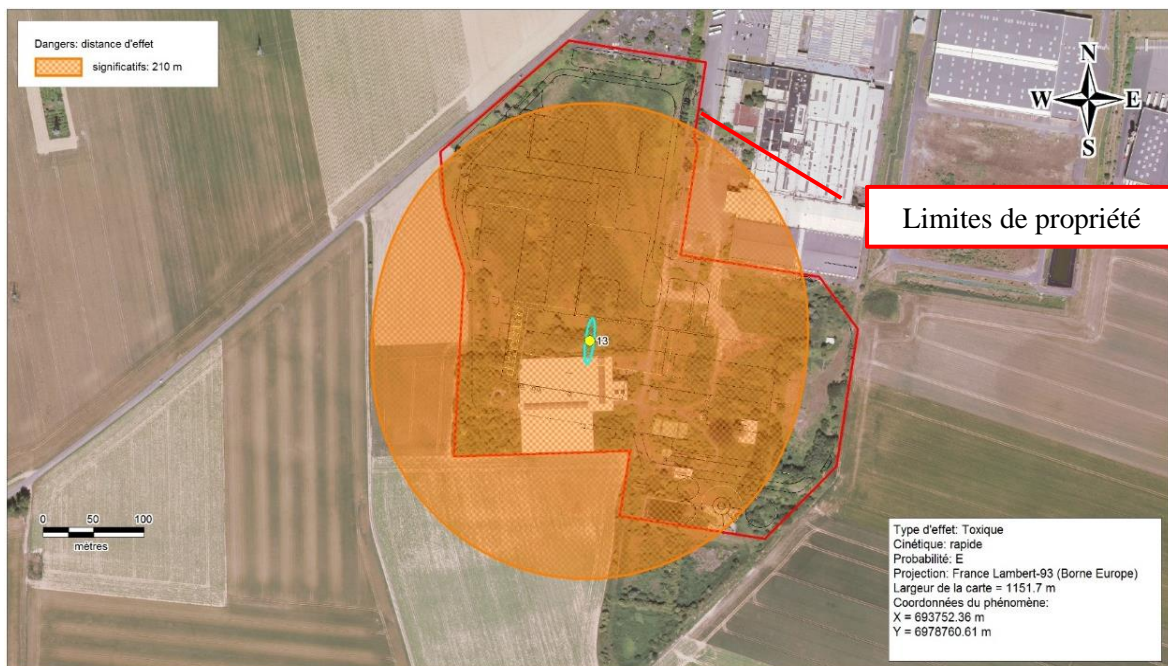 Dangers: distance d'effet
significatifs: 210 m
N
W
E
S
Limites de propriété
13
0 50 100
mètres
Type d'effet: Toxique
Cinétique: rapide
Probabilité: E
Projection: France Lambert-93 (Borne Europe)
Largeur de la carte = 1151.7 m
Coordonnées du phénomène:
X = 693752.36 m
Y = 6978760.61 m